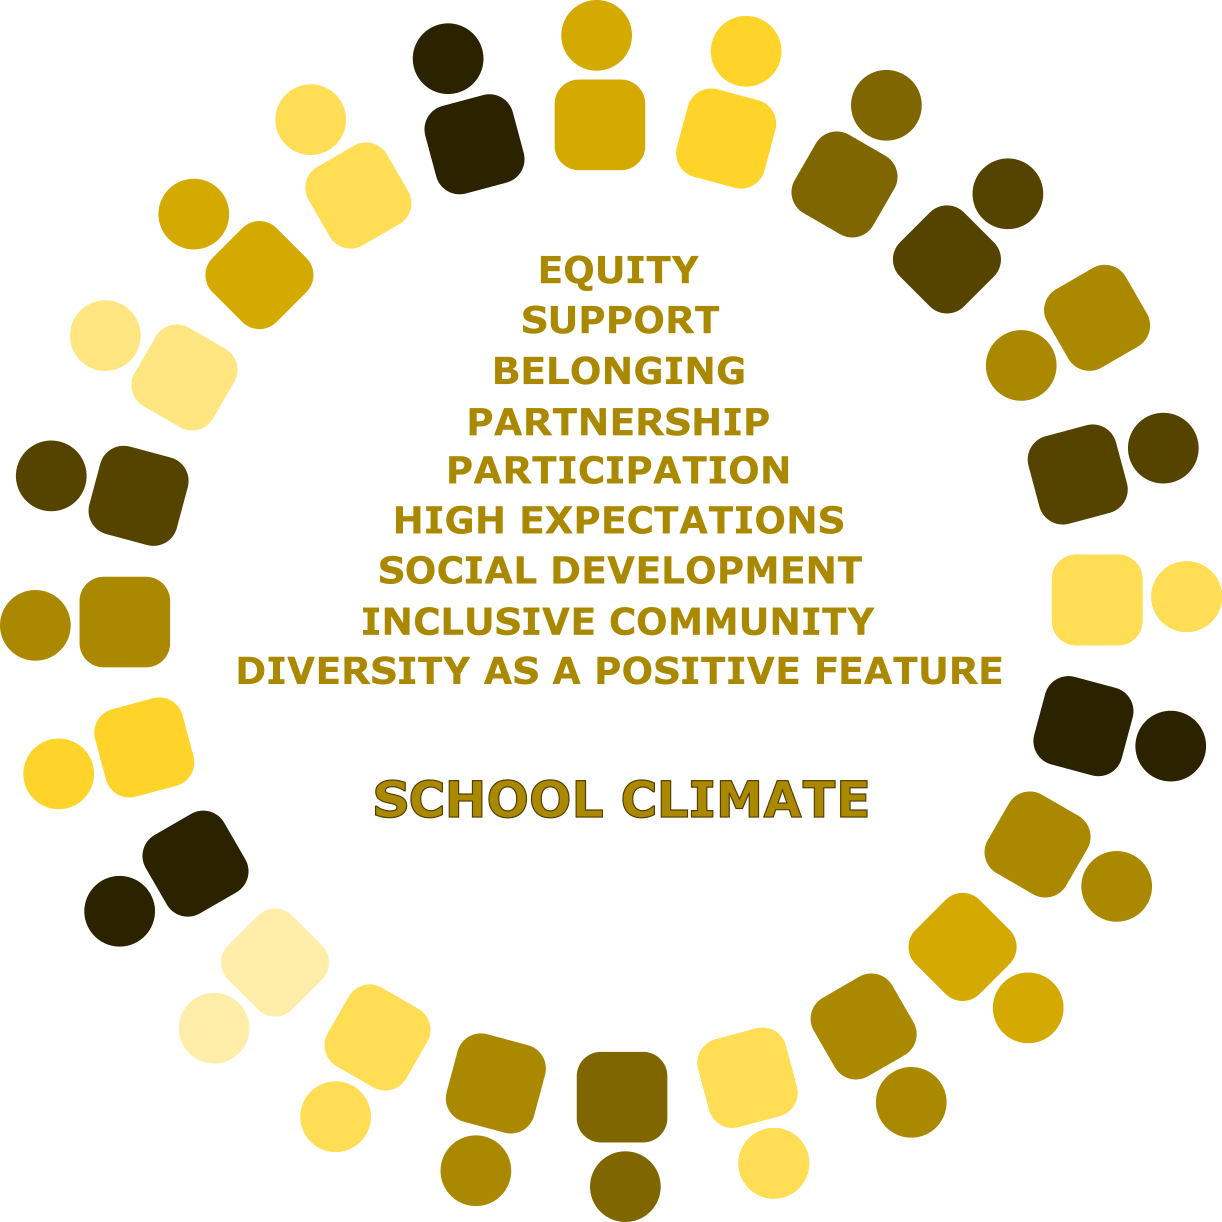 EQUITY
SUPPORT
BELONGING
PARTNERSHIP
PARTICIPATION
HIGH EXPECTATIONS
SOCIAL DEVELOPMENT
INCLUSIVE COMMUNITY
DIVERSITY AS A POSITIVE FEATURE
SCHOOL CLIMATE